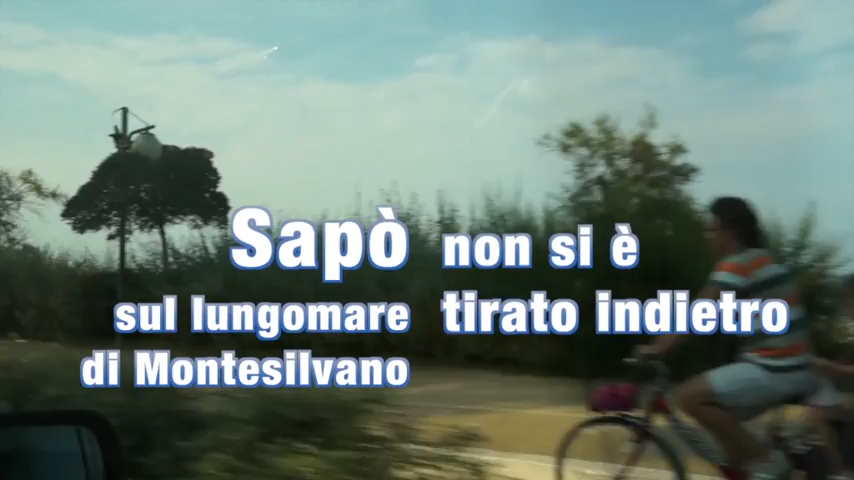 Sapò
sul lungomare
di Montesilvano
non si è
tirato indietro